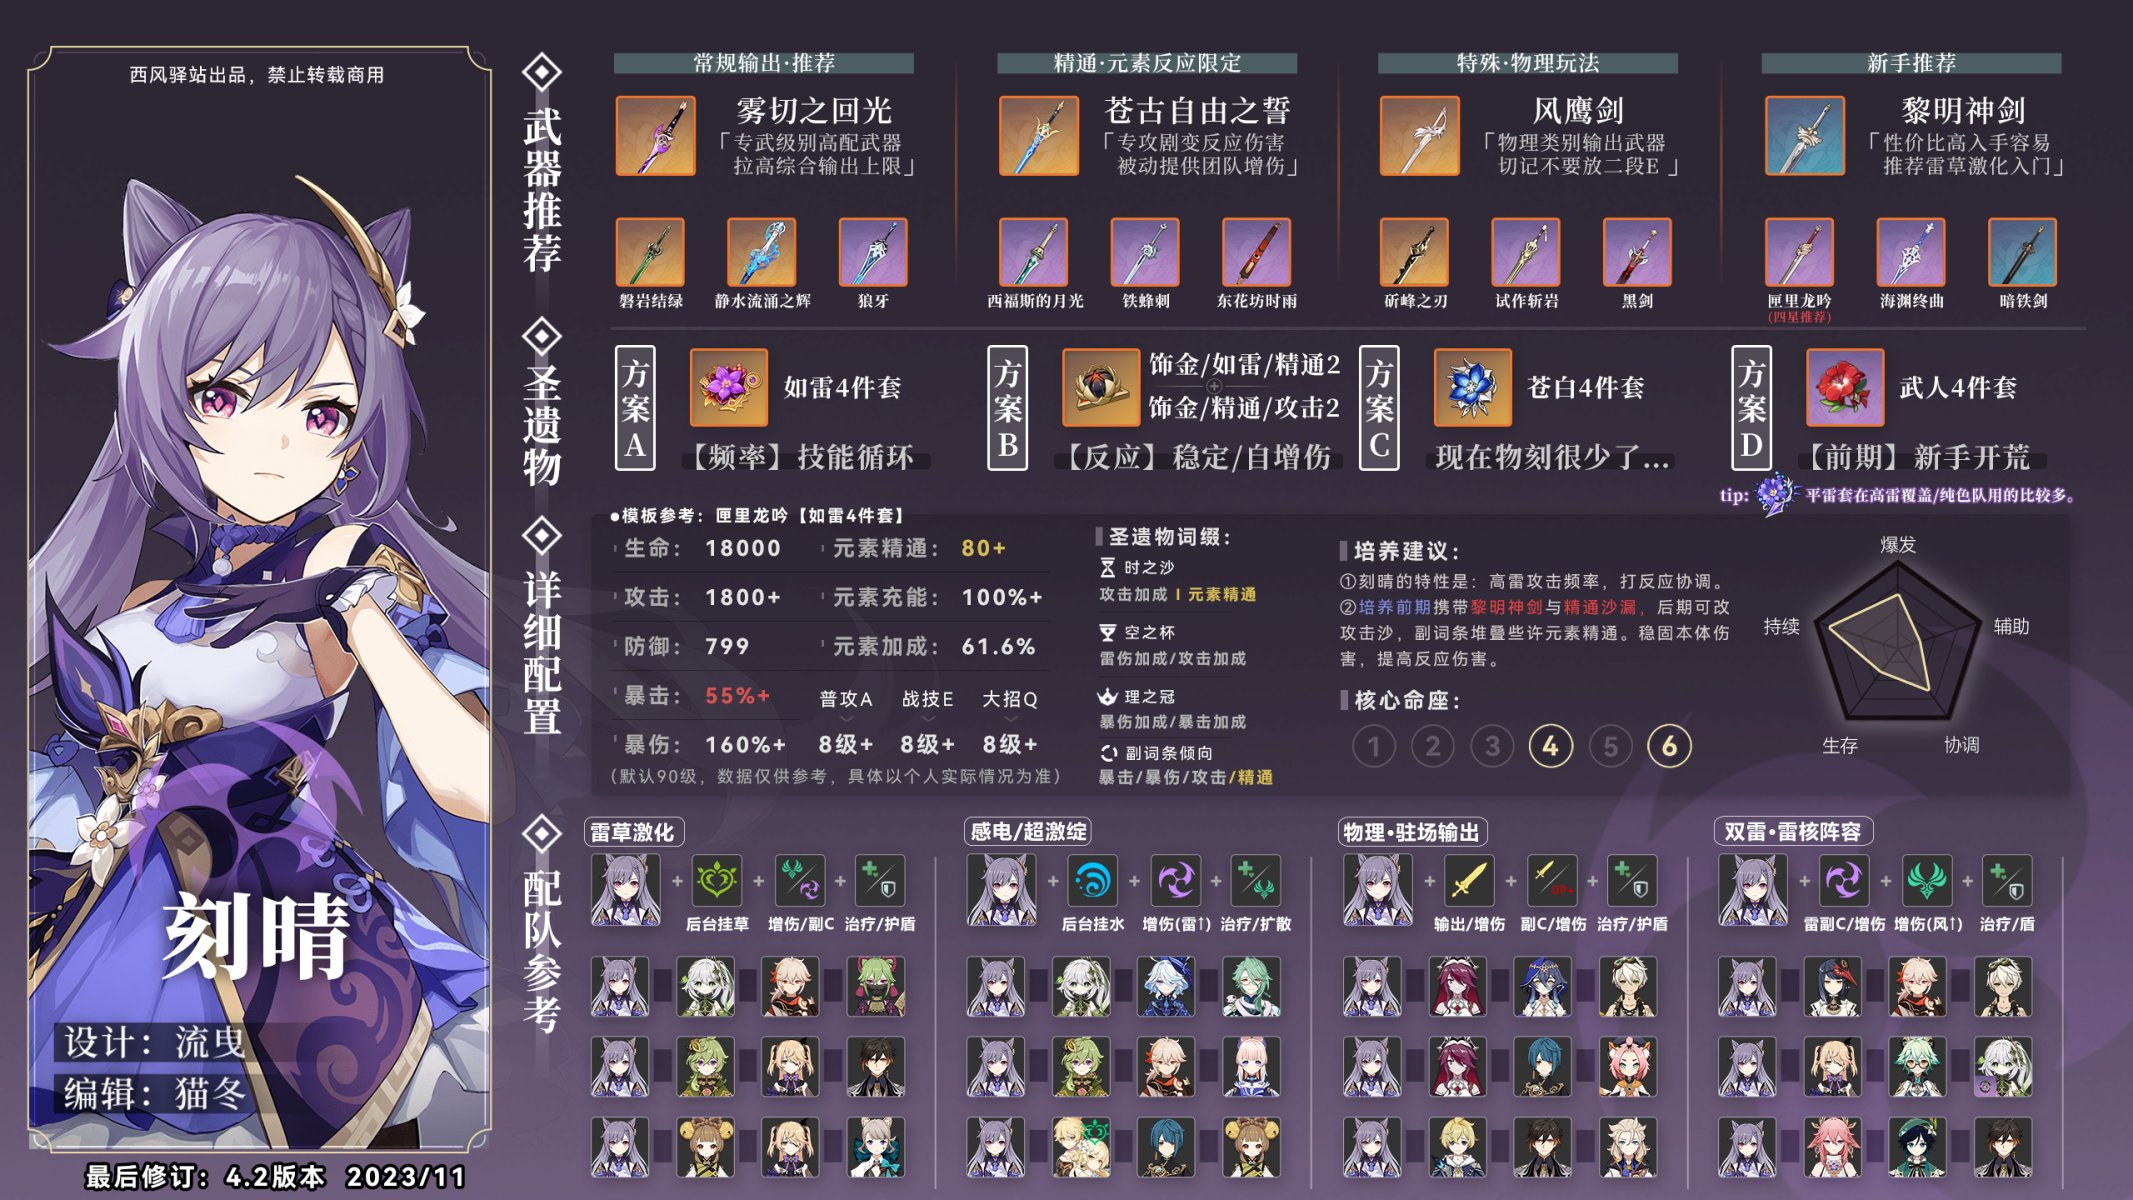 西风驿站出品，禁止转载商用
刻晴
设计：流曳
编辑：猫冬
最后修订：4.2版本 2023/11
武器推荐
常规输出·推荐
雾切之回光
「专武级别高配武器
拉高综合输出上限」
磐岩结绿 静水流涌之辉 狼牙
精通·元素反应限定
苍古自由之誓
「专攻剧变反应伤害
被动提供团队增伤」
西福斯的月光 铁蜂刺 东花坊时雨
特殊·物理玩法
风鹰剑
「物理类别输出武器
切记不要放二段E」
斫峰之刃 试作斩岩 黑剑
新手推荐
黎明神剑
「性价比高入手容易
推荐雷草激化入门」
匣里龙吟 海渊终曲 暗铁剑
(四星推荐)
圣遗物
方案A
如雷4件套
【频率】技能循环
方案B
饰金/如雷/精通2
饰金/精通/攻击2
【反应】稳定/自增伤
方案C
苍白4件套
现在物刻很少了...
方案D
武人4件套
【前期】新手开荒
tip: 平雷套在高雷覆盖/纯色队用的比较多。
详细配置
●模板参考：匣里龙吟【如雷4件套】
生命： 18000 元素精通： 80+
攻击： 1800+ 元素充能： 100%+
防御： 799 元素加成： 61.6%
暴击： 55%+ 普攻A 战技E 大招Q
暴伤： 160%+ 8级+ 8级+ 8级+
(默认90级，数据仅供参考，具体以个人实际情况为准)
圣遗物词缀：
时之沙
攻击加成 | 元素精通
空之杯
雷伤加成/攻击加成
理之冠
暴伤加成/暴击加成
副词条倾向
暴击/暴伤/攻击/精通
培养建议：
①刻晴的特性是：高雷攻击频率，打反应协调。
②培养前期携带黎明神剑与精通沙漏，后期可改
攻击沙，副词条堆叠些许元素精通。稳固本体伤
害，提高反应伤害。
核心命座：
1 2 3 4 5 6
爆发
持续 辅助
生存 协调
配队参考
雷草激化
后台挂草 增伤/副C 治疗/护盾
感电/超激绽
后台挂水 增伤(雷↑) 治疗/扩散
物理·驻场输出
UP+
输出/增伤 副C/增伤 治疗/护盾
双雷·雷核阵容
雷副C/增伤 增伤(风↑) 治疗/盾